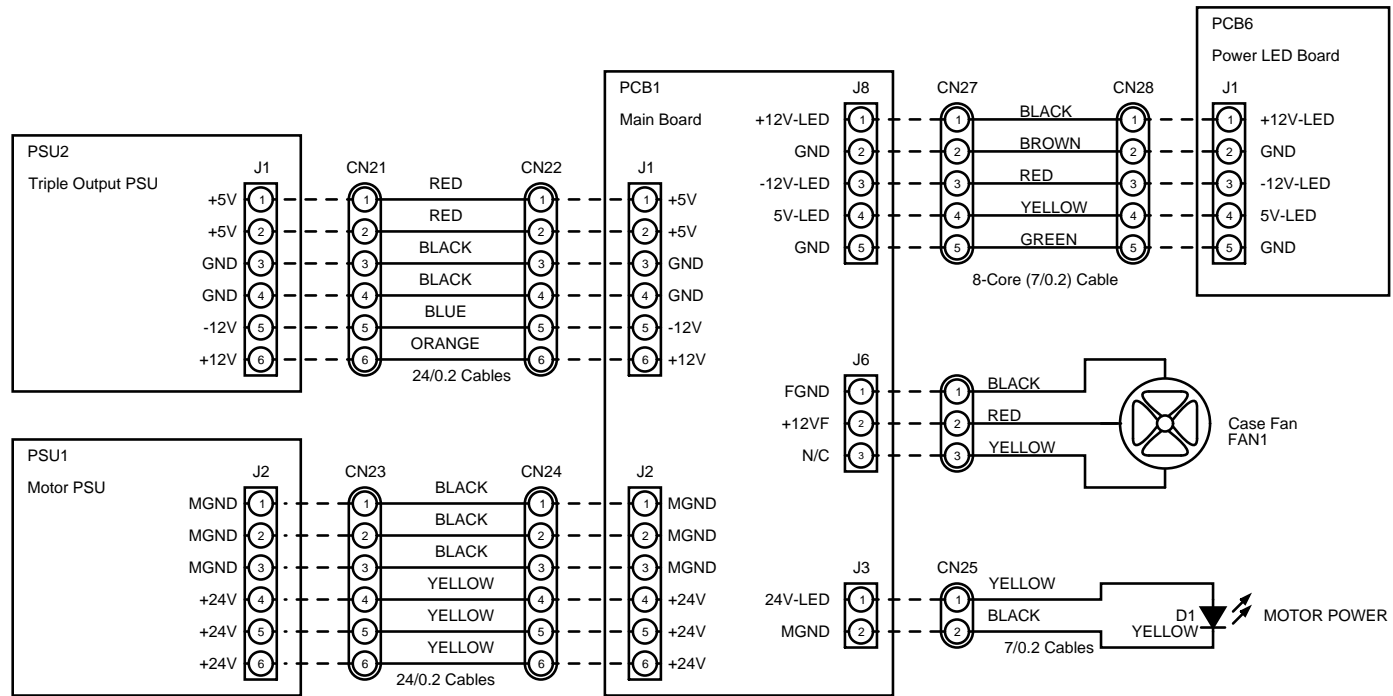 PCB6
Power LED Board
PCB1
Main Board
J8
CN27
CN28
J1
+12V-LED
1
1
BLACK
1
1
+12V-LED
GND
2
2
BROWN
2
2
GND
-12V-LED
3
3
RED
3
3
-12V-LED
5V-LED
4
4
YELLOW
4
4
5V-LED
GND
5
5
GREEN
5
5
GND
8-Core (7/0.2) Cable
PSU2
Triple Output PSU
J1
CN21
CN22
J1
+5V
1
1
RED
1
1
+5V
+5V
2
2
RED
2
2
+5V
GND
3
3
BLACK
3
3
GND
GND
4
4
BLACK
4
4
GND
-12V
5
5
BLUE
5
5
-12V
+12V
6
6
ORANGE
6
6
+12V
24/0.2 Cables
J6
FGND
1
1
BLACK
+12VF
2
2
RED
N/C
3
3
YELLOW
Case Fan
FAN1
PSU1
Motor PSU
J2
CN23
CN24
J2
MGND
1
1
BLACK
1
1
MGND
MGND
2
2
BLACK
2
2
MGND
MGND
3
3
BLACK
3
3
MGND
+24V
4
4
YELLOW
4
4
+24V
+24V
5
5
YELLOW
5
5
+24V
+24V
6
6
YELLOW
6
6
+24V
24/0.2 Cables
J3
CN25
24V-LED
1
1
YELLOW
MGND
2
2
BLACK
7/0.2 Cables
D1
YELLOW
MOTOR POWER